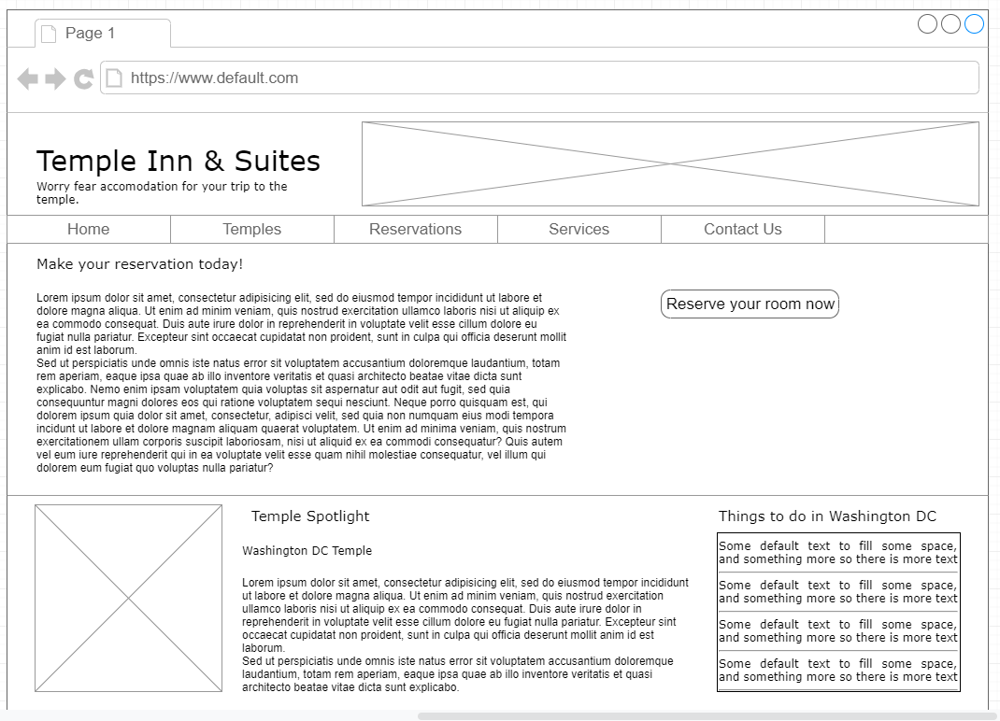 Page 1
https://www.default.com
Temple Inn & Suites
Worry fear accomodation for your trip to the
temple.
Home
Temples
Reservations
Services
Contact Us
Make your reservation today!
Lorem ipsum dolor sit amet, consectetur adipisicing elit, sed do eiusmod tempor incididunt ut labore et
dolore magna aliqua. Ut enim ad minim veniam, quis nostrud exercitation ullamco laboris nisi ut aliquip ex
ea commodo consequat. Duis aute irure dolor in reprehenderit in voluptate velit esse cillum dolore eu
fugiat nulla pariatur. Excepteur sint occaecat cupidatat non proident, sunt in culpa qui officia deserunt mollit
anim id est laborum.
Sed ut perspiciatis unde omnis iste natus error sit voluptatem accusantium doloremque laudantium, totam
rem aperiam, eaque ipsa quae ab illo inventore veritatis et quasi architecto beatae vitae dicta sunt
explicabo. Nemo enim ipsam voluptatem quia voluptas sit aspernatur aut odit aut fugit, sed quia
consequuntur magni dolores eos qui ratione voluptatem sequi nesciunt. Neque porro quisquam est, qui
dolorem ipsum quia dolor sit amet, consectetur, adipisci velit, sed quia non numquam eius modi tempora
incidunt ut labore et dolore magnam aliquam quaerat voluptatem. Ut enim ad minima veniam, quis nostrum
exercitationem ullam corporis suscipit laboriosam, nisi ut aliquid ex ea commodi consequatur? Quis autem
vel eum iure reprehenderit qui in ea voluptate velit esse quam nihil molestiae consequatur, vel illum qui
dolorem eum fugiat quo voluptas nulla pariatur?
Reserve your room now
Temple Spotlight
Washington DC Temple
Lorem ipsum dolor sit amet, consectetur adipisicing elit, sed do eiusmod tempor incididunt
ut labore et dolore magna aliqua. Ut enim ad minim veniam, quis nostrud exercitation
ullamco laboris nisi ut aliquip ex ea commodo consequat. Duis aute irure dolor in
reprehenderit in voluptate velit esse cillum dolore eu fugiat nulla pariatur. Excepteur sint
occaecat cupidatat non proident, sunt in culpa qui officia deserunt mollit anim id est
laborum.
Sed ut perspiciatis unde omnis iste natus error sit voluptatem accusantium doloremque
laudantium, totam rem aperiam, eaque ipsa quae ab illo inventore veritatis et quasi
architecto beatae vitae dicta sunt explicabo.
Things to do in Washington DC
Some default text to fill some space,
and something more so there is more text
Some default text to fill some space,
and something more so there is more text
Some default text to fill some space,
and something more so there is more text
Some default text to fill some space,
and something more so there is more text